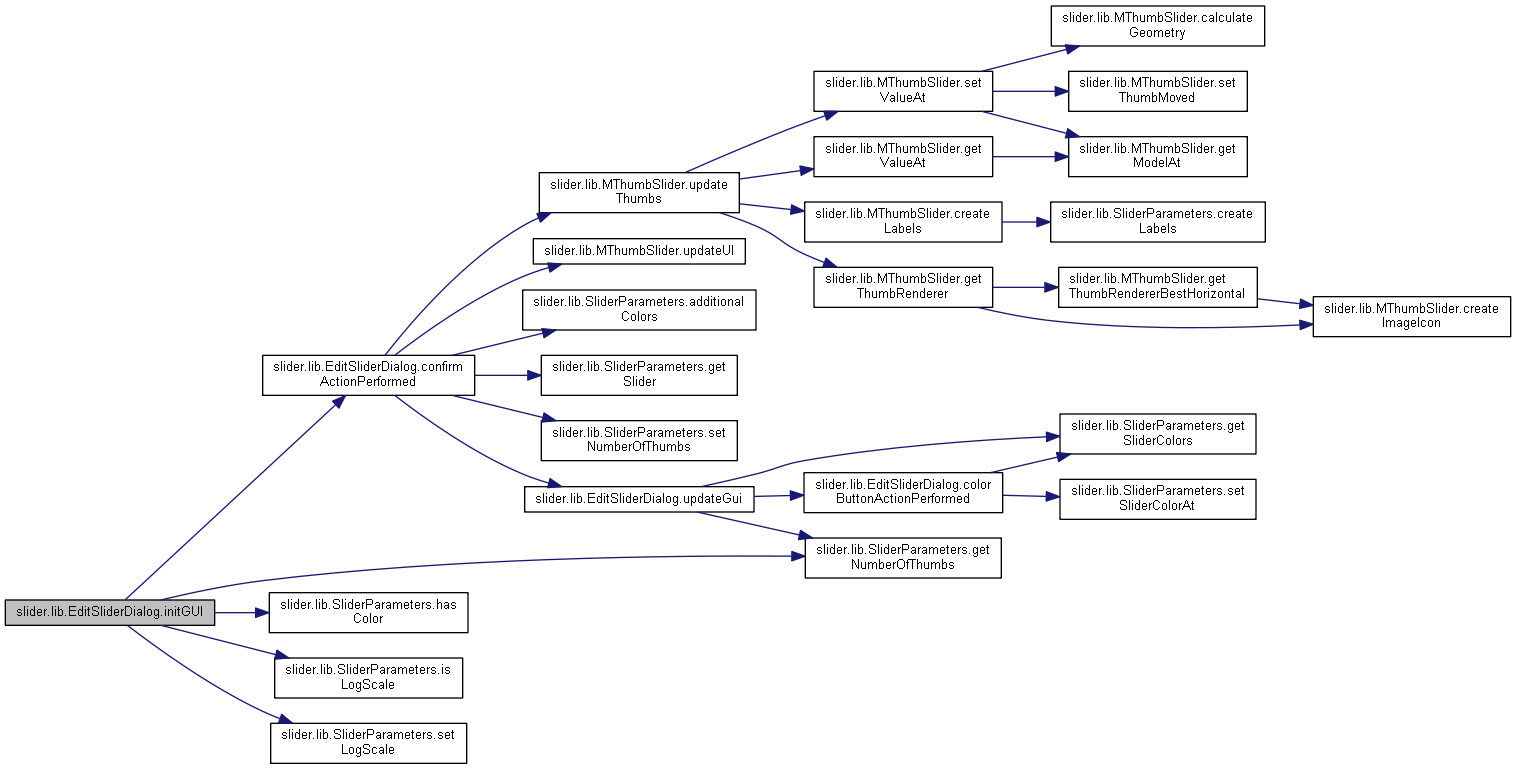 slider.lib.MThumbSlider.calculate
Geometry
slider.lib.MThumbSlider.set
ValueAt
slider.lib.MThumbSlider.set
ThumbMoved
slider.lib.MThumbSlider.get
ValueAt
slider.lib.MThumbSlider.get
ModelAt
slider.lib.MThumbSlider.update
Thumbs
slider.lib.MThumbSlider.create
Labels
slider.lib.SliderParameters.create
Labels
slider.lib.MThumbSlider.updateUI
slider.lib.MThumbSlider.get
ThumbRenderer
slider.lib.MThumbSlider.get
ThumbRendererBestHorizontal
slider.lib.MThumbSlider.create
ImageIcon
slider.lib.SliderParameters.additional
Colors
slider.lib.EditSliderDialog.confirm
ActionPerformed
slider.lib.SliderParameters.get
Slider
slider.lib.SliderParameters.set
NumberOfThumbs
slider.lib.SliderParameters.get
SliderColors
slider.lib.EditSliderDialog.updateGui
slider.lib.EditSliderDialog.color
ButtonActionPerformed
slider.lib.SliderParameters.set
SliderColorAt
slider.lib.SliderParameters.get
NumberOfThumbs
slider.lib.EditSliderDialog.initGUI
slider.lib.SliderParameters.has
Color
slider.lib.SliderParameters.is
LogScale
slider.lib.SliderParameters.set
LogScale